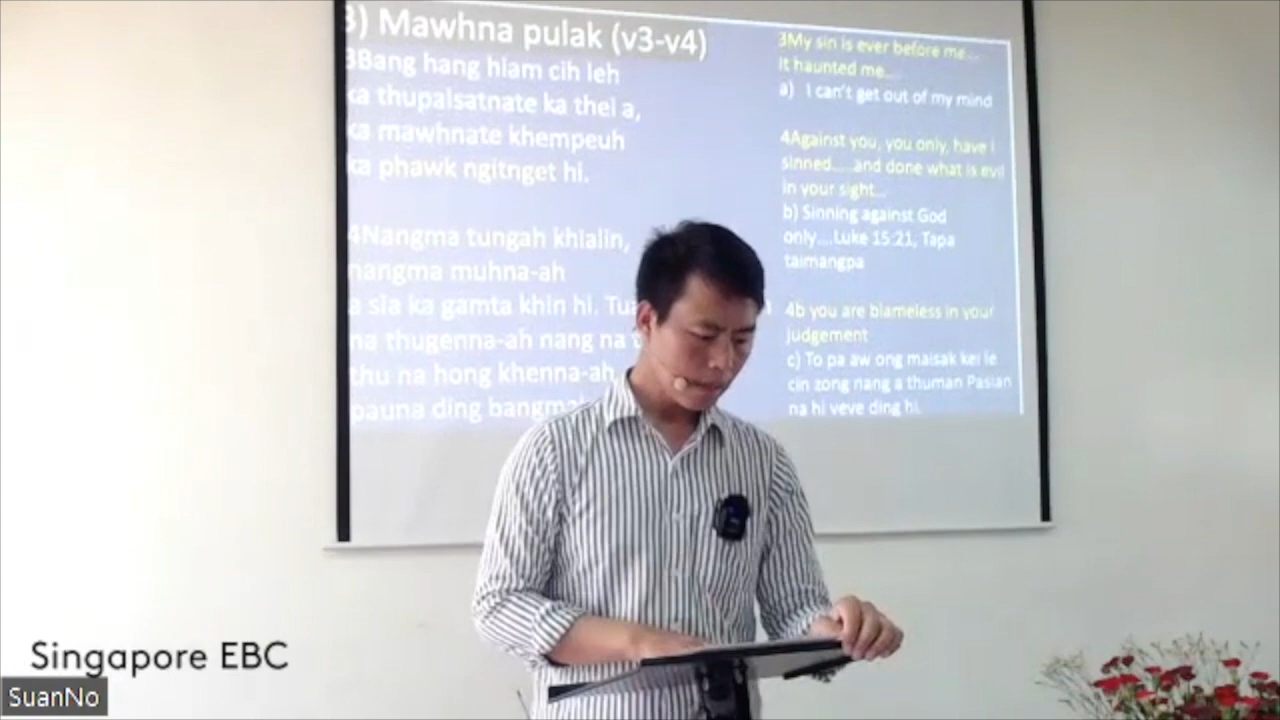 3) Mawhna pulak (v3-v4)
3Bang hang hiam cih leh
ka thupalsatnate ka thei a,
ka mawhnate khempeuh
ka phawk ngitnget hi.
4Nangma tungah khialin,
nangma muhna-ah
a sia ka gamta khin hi.
na thugenna-ah nang na
thu na hong khenna-ah
pauna ding
3My sin is ever before me...
It haunted me....
a) I can't get out of my mind
4Against you, you only, have I
sinned....and done what is evil
in your sight...
b) Sinning against God
only....Luke 15:21, Tapa
taimangpa
4b you are blameless in your
judgement
c) To pa aw ong maisak kei le
cin zong nang a thuman Pasian
na hi veve ding hi.
Singapore EBC
SuanNo